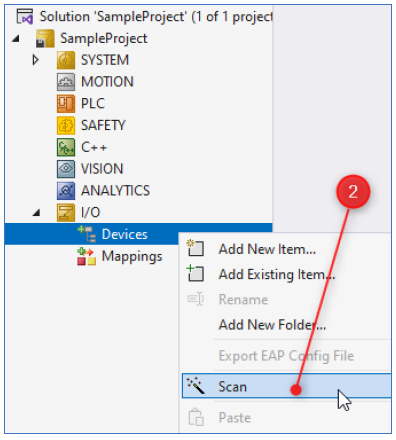 Solution 'SampleProject' (1 of 1 project
SampleProject
SYSTEM
MOTION
PLC
SAFETY
C++
VISION
ANALYTICS
I/O
Devices
Mappings
2
Add New Item...
Add Existing Item...
Rename
Add New Folder...
Export EAP Config File
Scan
Paste